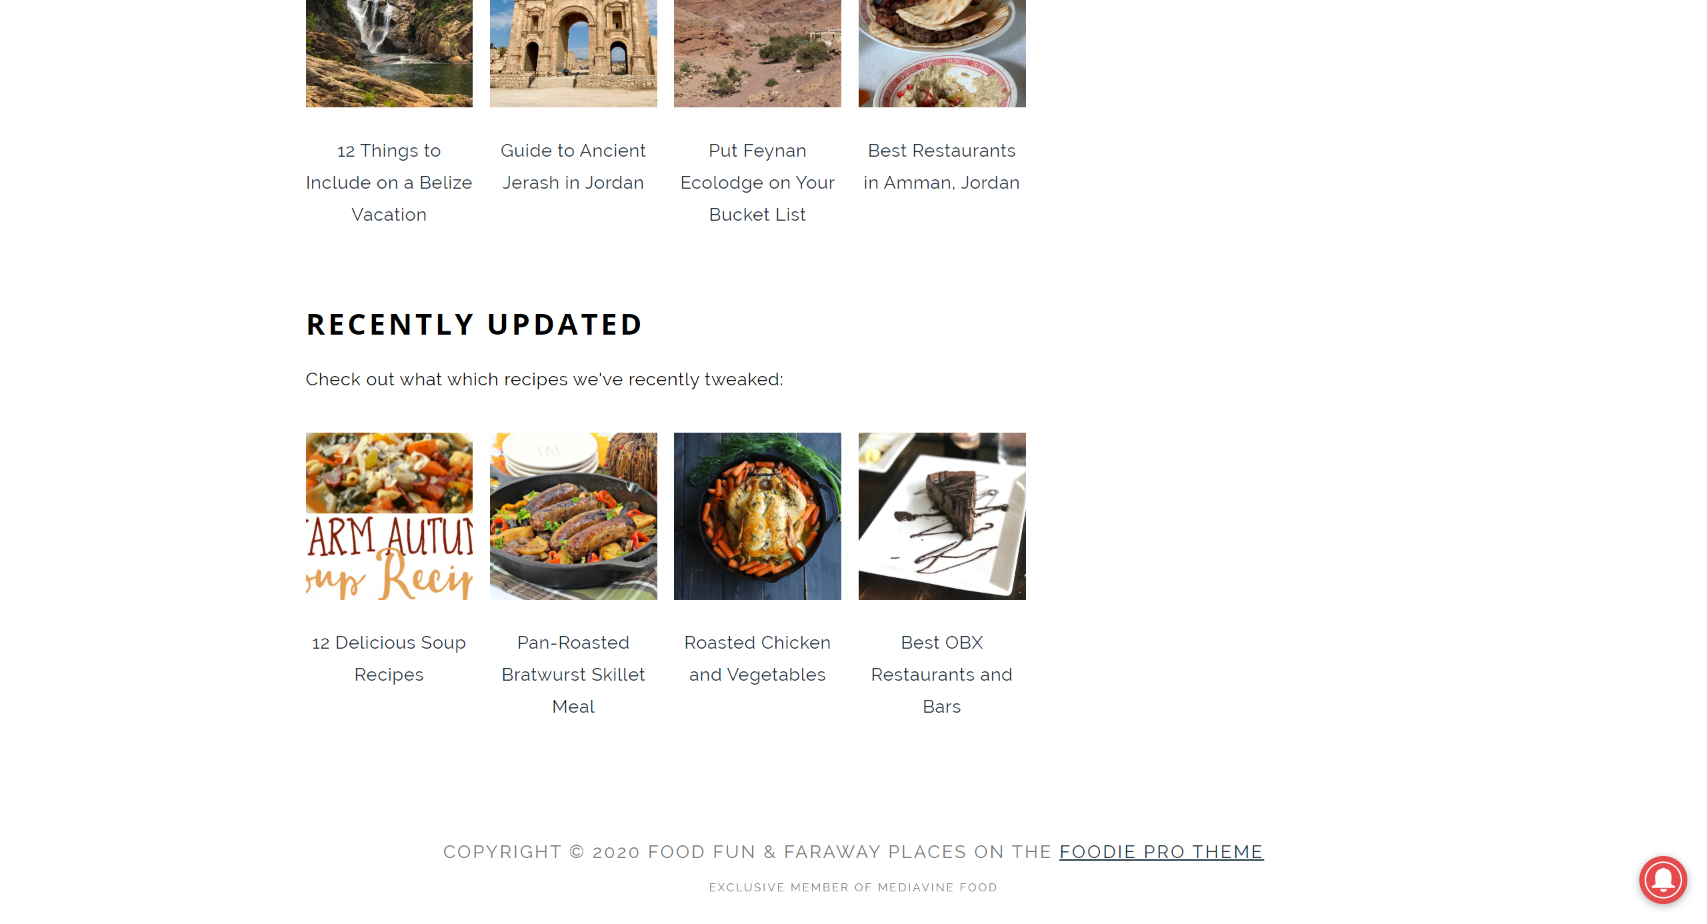 12 Things to
Include on a Belize
Vacation
Guide to Ancient
Jerash in Jordan
Put Feynan
Ecolodge on Your
Bucket List
Best Restaurants
in Amman, Jordan
RECENTLY UPDATED
Check out what which recipes we've recently tweaked:
ARM AUTUN
oup Recip
12 Delicious Soup
Recipes
Pan-Roasted
Bratwurst Skillet
Meal
Roasted Chicken
and Vegetables
Best OBX
Restaurants and
Bars
COPYRIGHT © 2020 FOOD FUN & FARAWAY PLACES ON THE FOODIE PRO THEME
EXCLUSIVE MEMBER OF MEDIAVINE FOOD